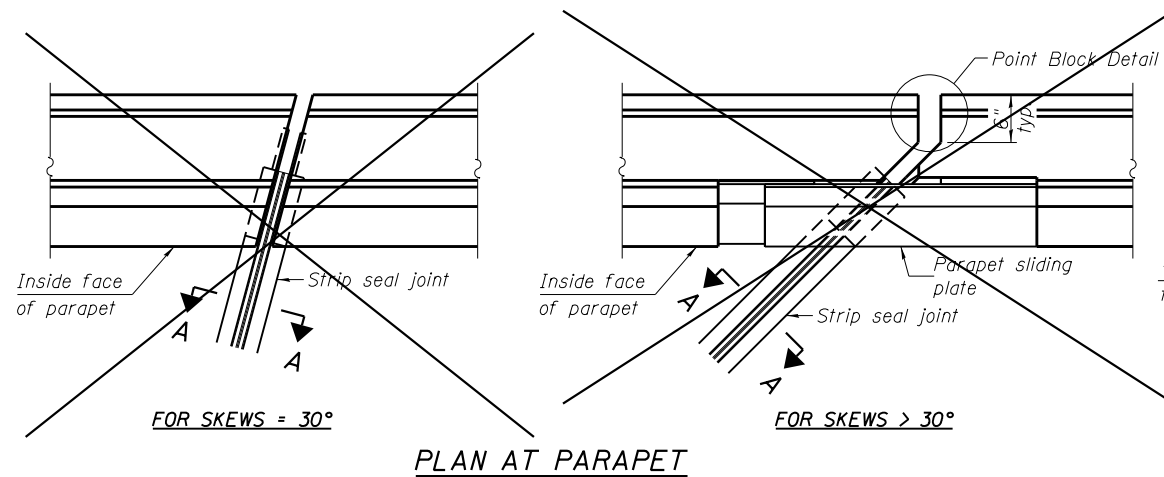 Inside face
of parapet
Strip seal joint
A
A
FOR SKEWS = 30°
Point Block Detail
6"
typ
Inside face
of parapet
Parapet sliding
plate
Strip seal joint
A
A
FOR SKEWS > 30°
PLAN AT PARAPET